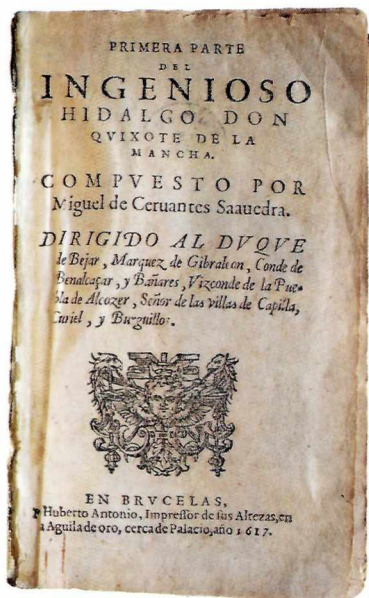 PRIMERA PARTE
DEL
INGENIOSO
HIDALGO DON
QVIXOTE DE LA
MANCHA.
COMPVESTO POR
Miguel de Ceruantes Saauedra.
DIRIGIDO AL DVQVE
de Bejar, Marquez de Gibraleon, Conde de
Benalcaçar, y Bañares, Vizconde de la Pue-
bla de Alcozer, Señor de las villas de Capilla,
Curiel, y Burguillos.
EN BRVCELAS,
Huberto Antonio, Impressor de sus Altezas, en
Aguila de oro, cerca de Palacio, año 1617.